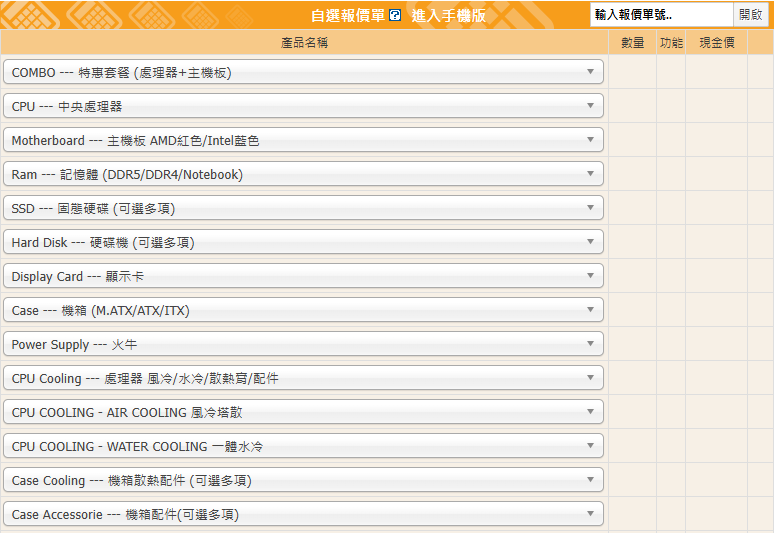 自選報價單 ? 進入手機版 輸入報價單號.. 開啟
產品名稱 數量 功能 現金價
COMBO --- 特惠套餐 (處理器+主機板)
CPU --- 中央處理器
Motherboard --- 主機板 AMD紅色/Intel藍色
Ram --- 記憶體 (DDR5/DDR4/Notebook)
SSD --- 固態硬碟 (可選多項)
Hard Disk --- 硬碟機 (可選多項)
Display Card --- 顯示卡
Case --- 機箱 (M.ATX/ATX/ITX)
Power Supply --- 火牛
CPU Cooling --- 處理器 風冷/水冷/散熱膏/配件
CPU COOLING - AIR COOLING 風冷塔散
CPU COOLING - WATER COOLING 一體水冷
Case Cooling --- 機箱散熱配件 (可選多項)
Case Accessorie --- 機箱配件(可選多項)